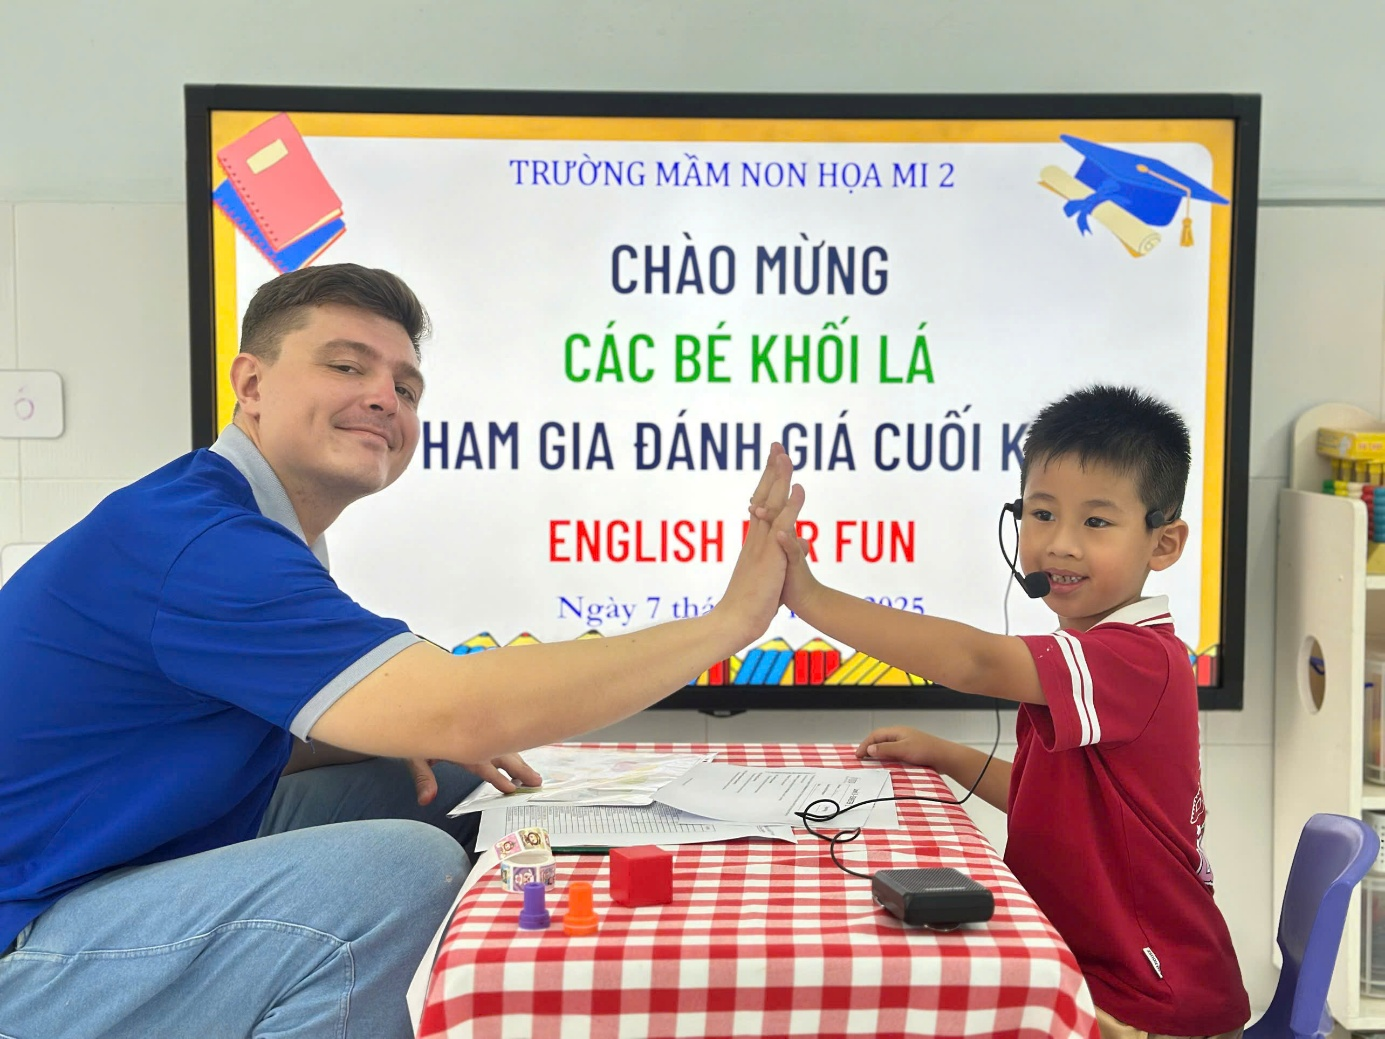 TRƯỜNG MẦM NON HỌA MI 2
CHÀO MỪNG
CÁC BÉ KHỐI LÁ
HAM GIA ĐÁNH GIÁ CUỐI K
ENGLISH R FUN
Ngày 7 thá 2025